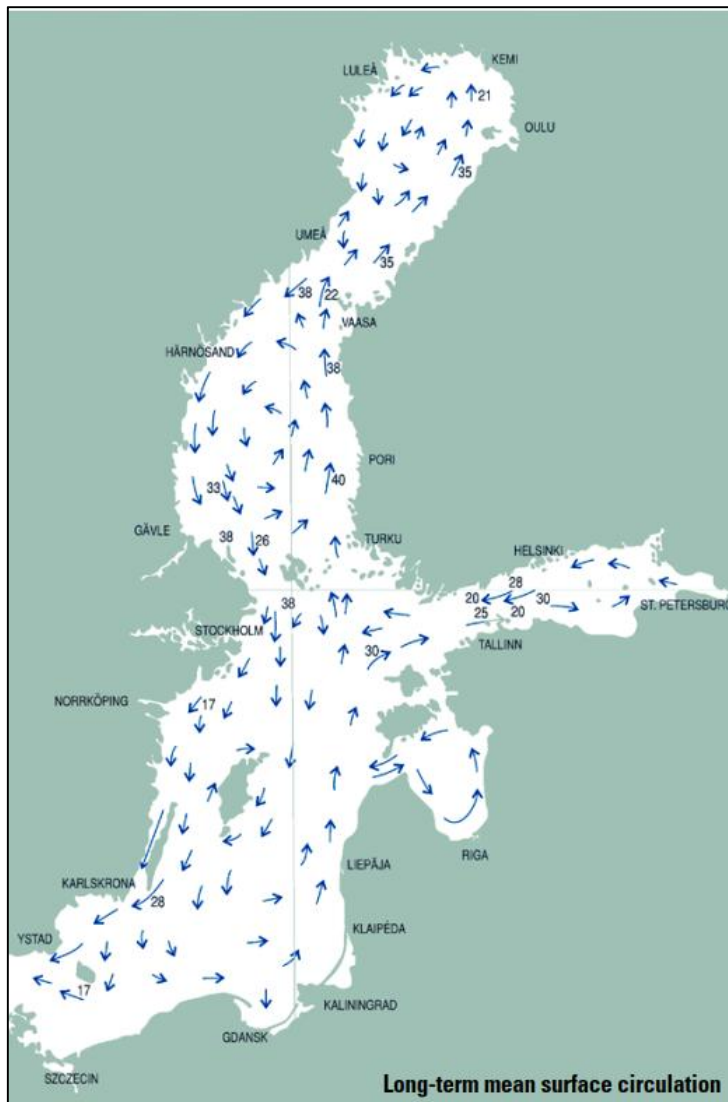 KEMI
LULEÅ
21
OULU
35
UMEÅ
35
38
22
VAASA
HÄRNÖSAND
38
PORI
33
40
GÄVLE
38
26
TURKU
HELSINKI
28
20
30
38
ST. PETERSBURG
25
20
STOCKHOLM
TALLINN
30
NORRKÖPING
17
RIGA
LIEPĀJA
KARLSKRONA
28
KLAIPÉDA
YSTAD
17
KALININGRAD
GDANSK
SZCZECIN
Long-term mean surface circulation